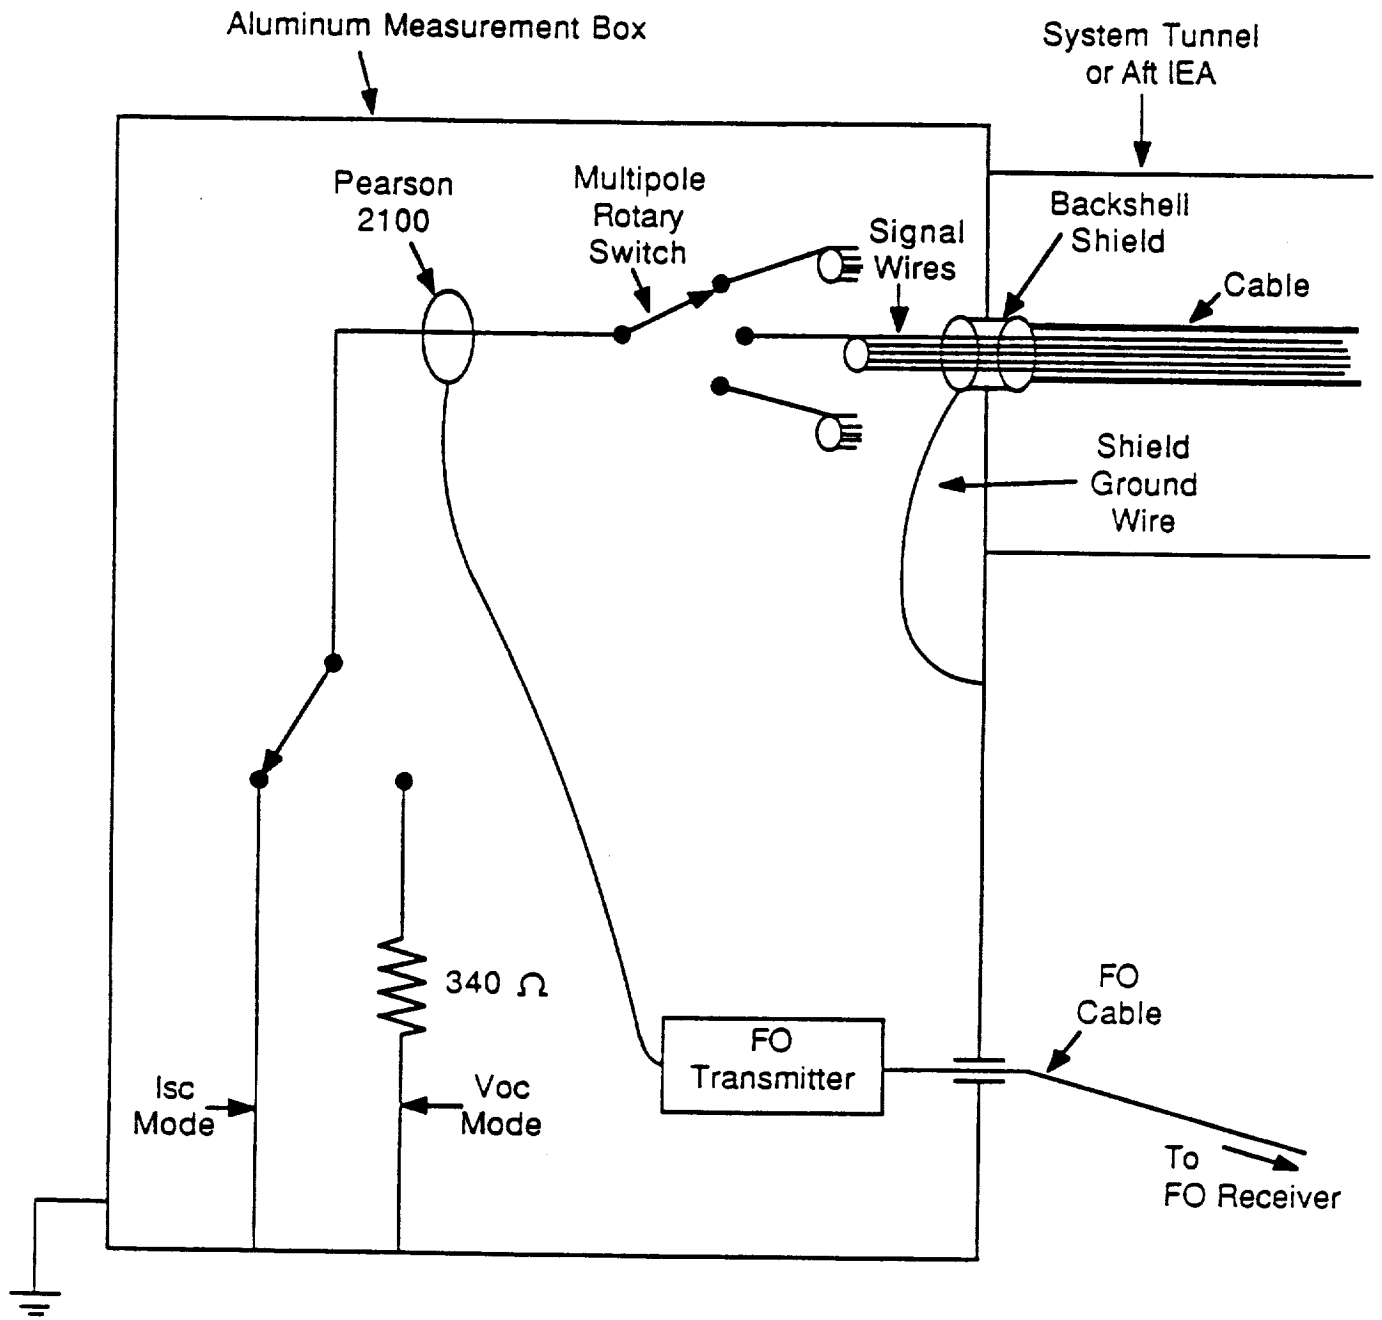 Aluminum Measurement Box
System Tunnel
or Aft IEA
Pearson
2100
Multipole
Rotary
Switch
Signal
Wires
Backshell
Shield
Cable
Shield
Ground
Wire
340 Ω
FO
Transmitter
FO
Cable
Isc
Mode
Voc
Mode
To
FO Receiver